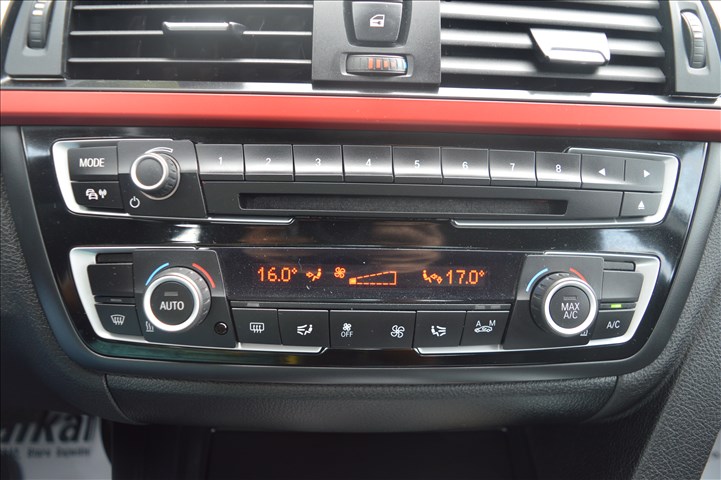 MODE 1 2 3 4 5 6 7 8
16.0° 17.0°
AUTO MAX A/C
OFF A M A/C